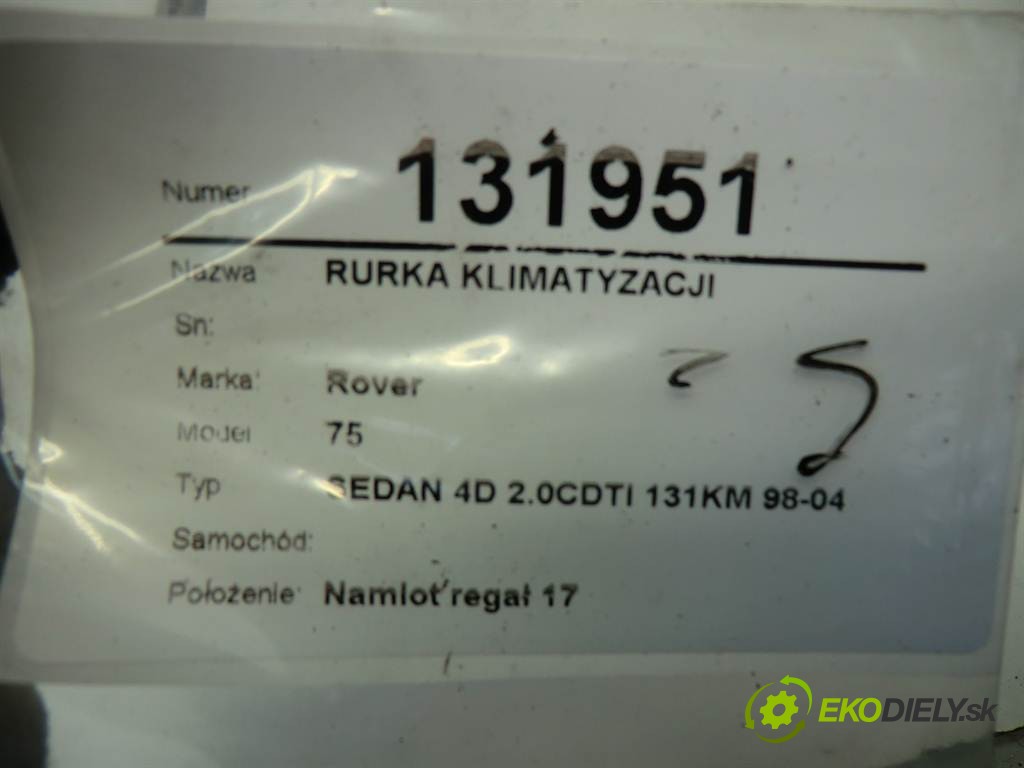 Numer 131951
Nazwa RURKA KLIMATYZACJI
Sn:
Marka: Rover
Model 75
Typ SEDAN 4D 2.0CDTI 131KM 98-04
Samochód:
Położenie: Namiot regał 17
EKODIELY.sk